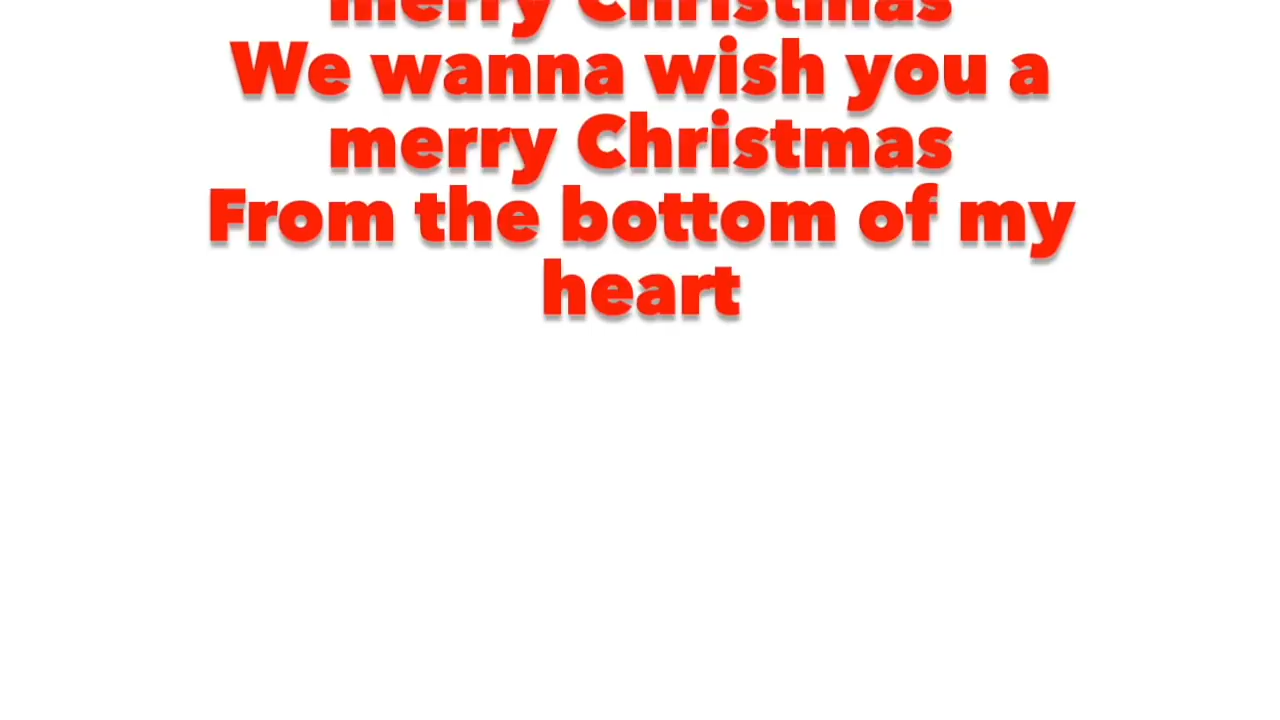 merry Christmas
We wanna wish you a
merry Christmas
From the bottom of my
heart